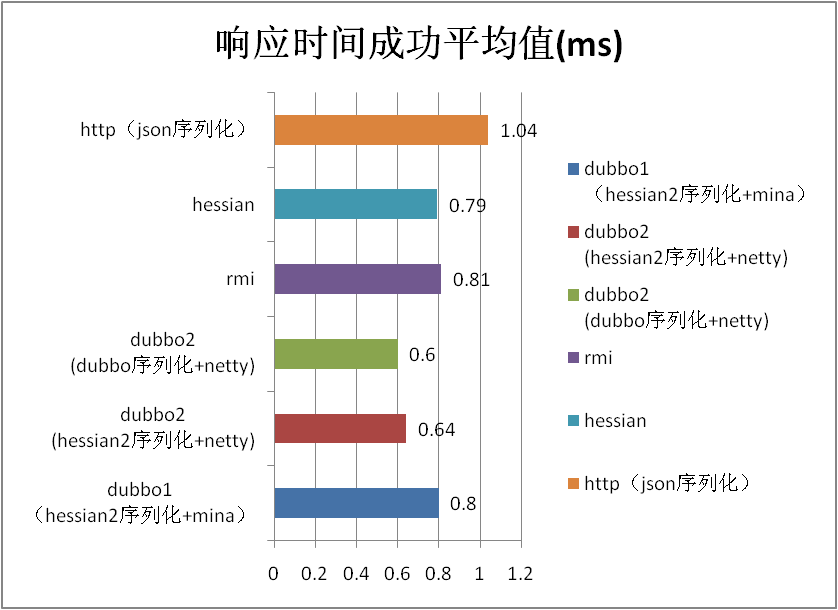 响应时间成功平均值(ms)
http（json序列化）
1.04
hessian
0.79
rmi
0.81
dubbo2
(dubbo序列化+netty)
0.6
dubbo2
(hessian2序列化+netty)
0.64
dubbo1
（hessian2序列化+mina）
0.8
0 0.2 0.4 0.6 0.8 1 1.2
dubbo1
（hessian2序列化+mina）
dubbo2
(hessian2序列化+netty)
dubbo2
(dubbo序列化+netty)
rmi
hessian
http（json序列化）